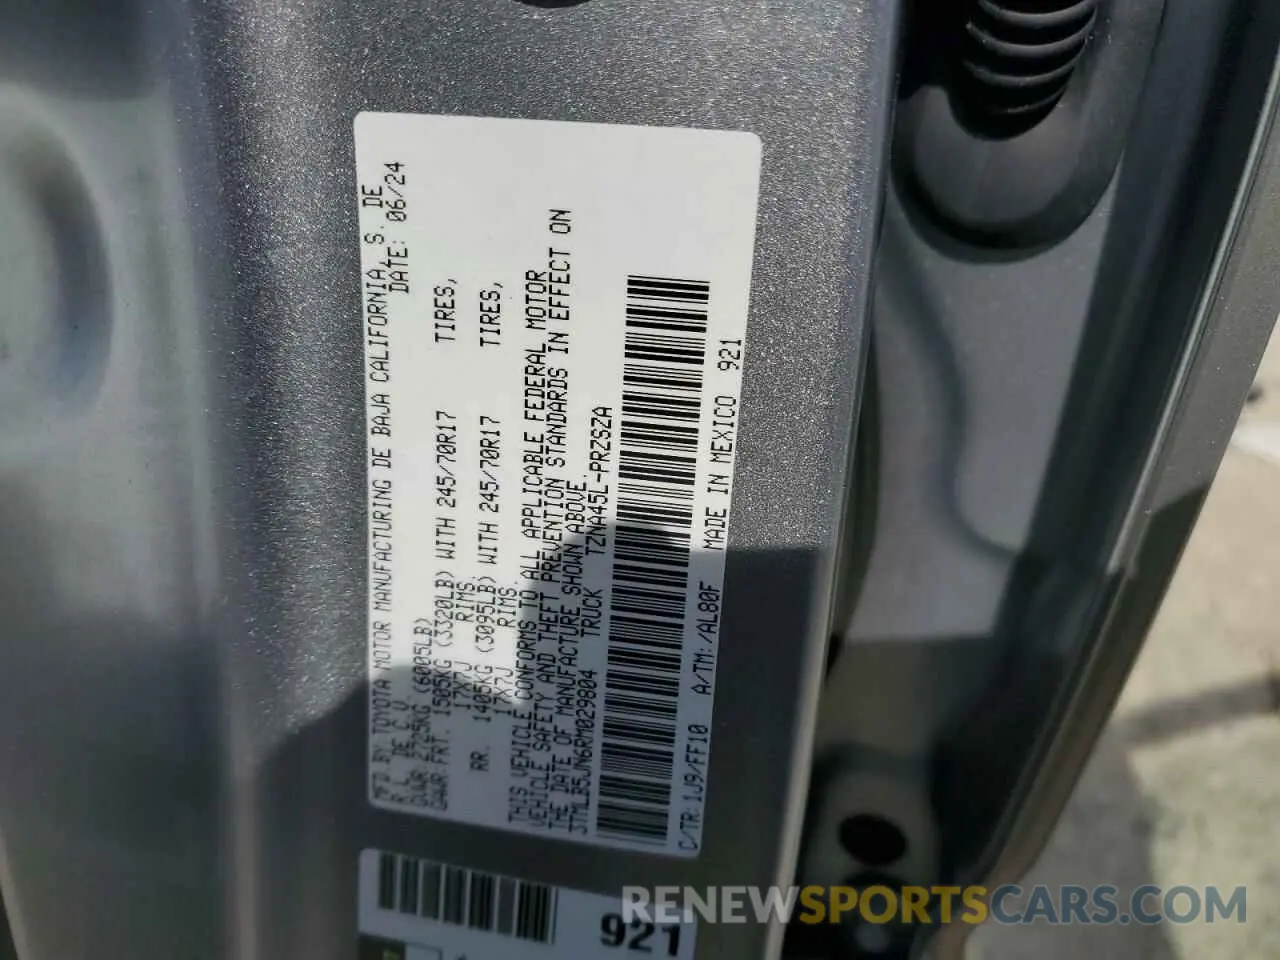 MFD BY:TOYOTA MOTOR MANUFACTURING DE BAJA CALIFORNIA, S. DE
R.L. DE C.V. DATE: 06/24
GVWR 2725KG (6005LB)
GAWR FRT. 1505KG (3320LB) WITH 245/70R17 TIRES,
17X7J RIMS.
RR. 1405KG (3095LB) WITH 245/70R17 TIRES,
17X7J RIMS.
THIS VEHICLE CONFORMS TO ALL APPLICABLE FEDERAL MOTOR
VEHICLE SAFETY AND THEFT PREVENTION STANDARDS IN EFFECT ON
THE DATE OF MANUFACTURE SHOWN ABOVE.
3TMLB5JN6RM029804 TRUCK TZNA45L-PRZSZA
C/TR:1J9/FF10 A/TM:/AL80F MADE IN MEXICO 921
921
RENEWSPORTSCARS.COM